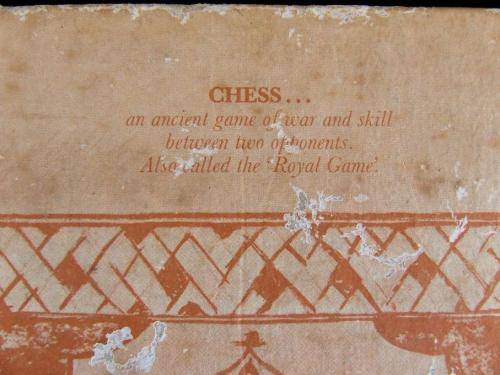 CHESS...
an ancient game of war and skill
between two opponents.
Also called the 'Royal Game'.